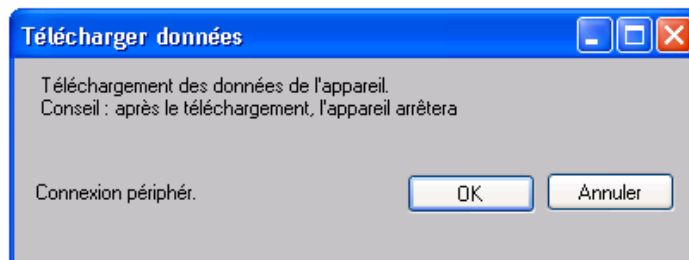 Télécharger données
Téléchargement des données de l'appareil.
Conseil : après le téléchargement, l'appareil arrêtera
Connexion périphér.
OK
Annuler